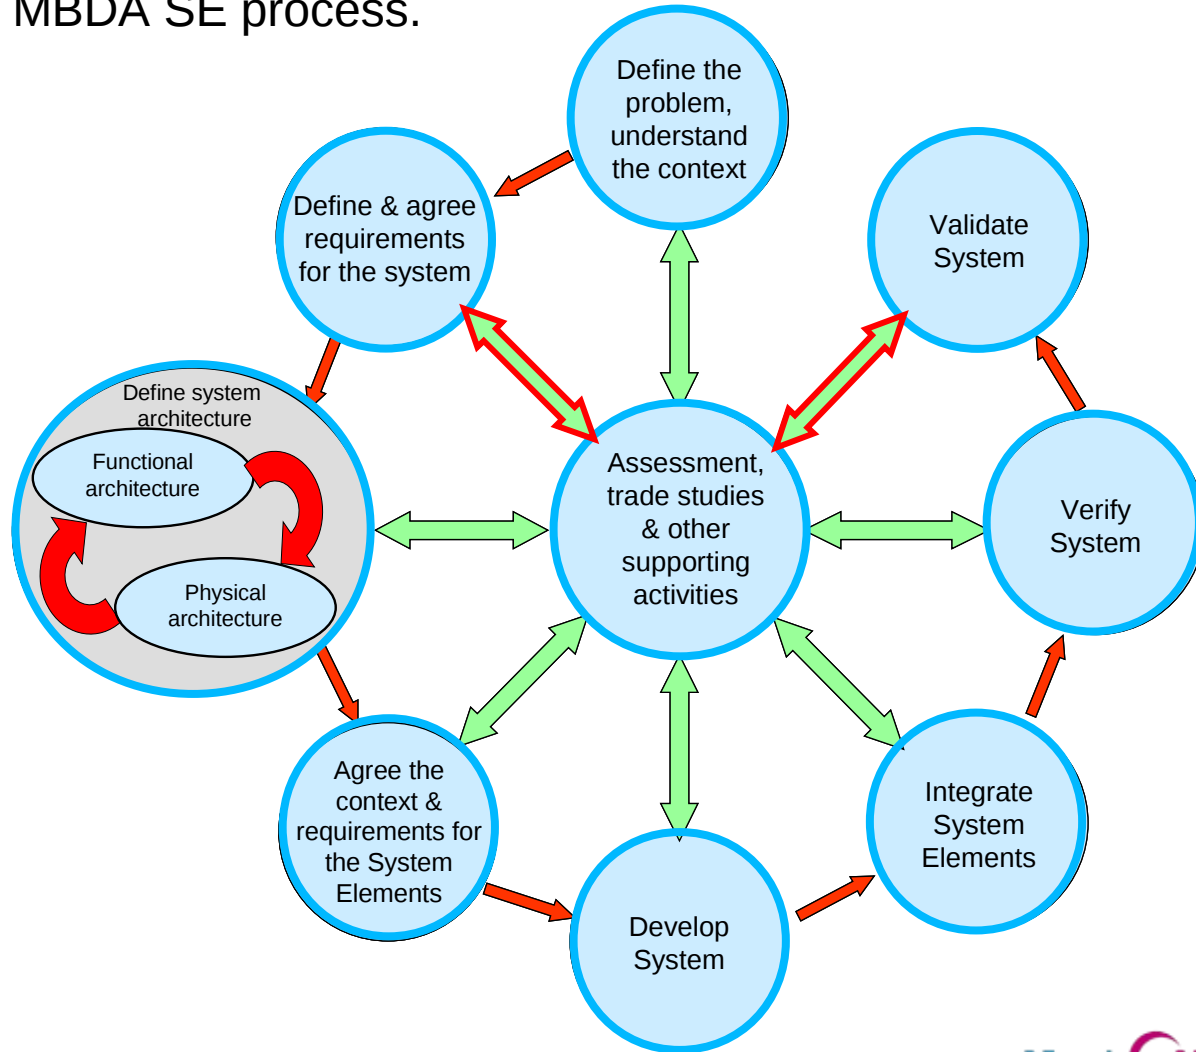 MBDA SE process.
Define the
problem,
understand
the context
Define & agree
requirements
for the system
Validate
System
Define system
architecture
Functional
architecture
Physical
architecture
Assessment,
trade studies
& other
supporting
activities
Verify
System
Agree the
context &
requirements for
the System
Elements
Integrate
System
Elements
Develop
System